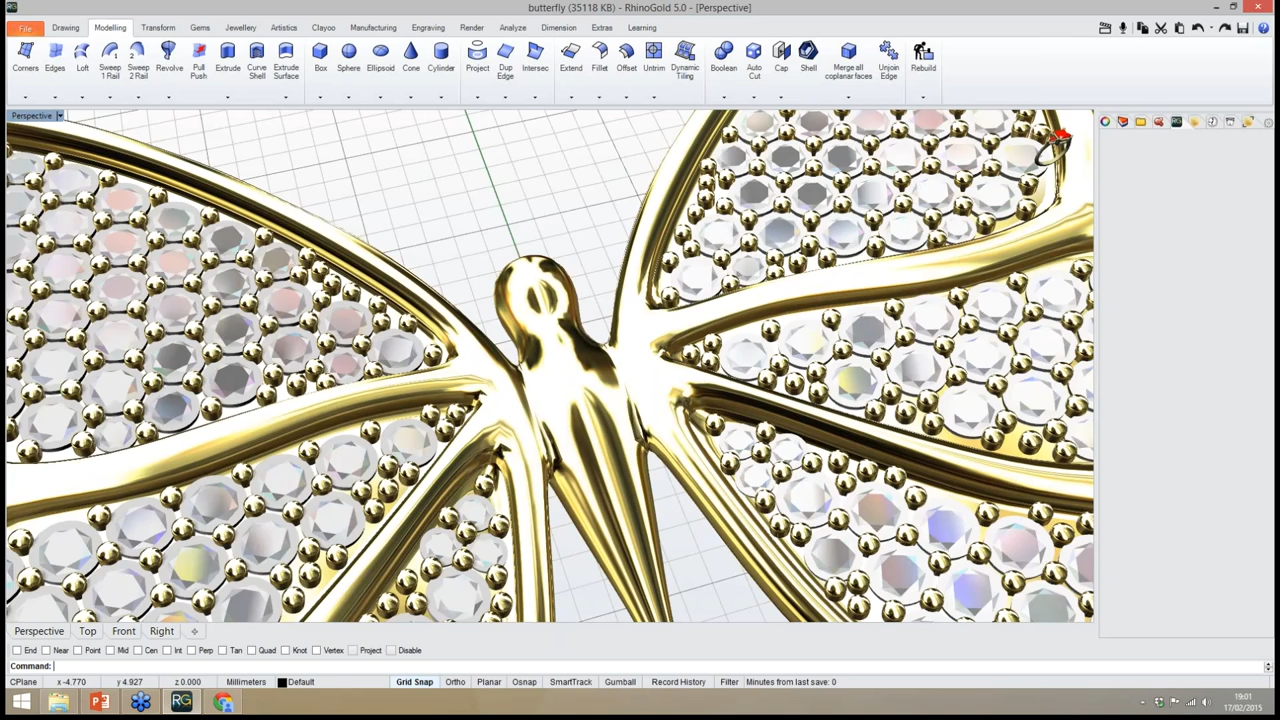 butterfly (35118 KB) - RhinoGold 5.0 - [Perspective]
File Drawing Modelling Transform Gems Jewellery Artistics Clayoo Manufacturing Engraving Render Analyze Dimension Extras Learning
Corners Edges Loft Sweep 1 Rail Sweep 2 Rail Revolve Pull Push Extrude Curve Shell Extrude Surface Box Sphere Ellipsoid Cone Cylinder Project Dup Edge Intersec Extend Fillet Offset Untrim Dynamic Tiling Boolean Auto Cut Cap Shell Merge all coplanar faces Unjoin Edge Rebuild
Perspective
Perspective Top Front Right
End Near Point Mid Cen Int Perp Tan Quad Knot Vertex Project Disable
Command:
CPlane x -4.770 y 4.927 z 0.000 Millimeters Default Grid Snap Ortho Planar Osnap SmartTrack Gumball Record History Filter Minutes from last save: 0
RG
19:01
17/02/2015